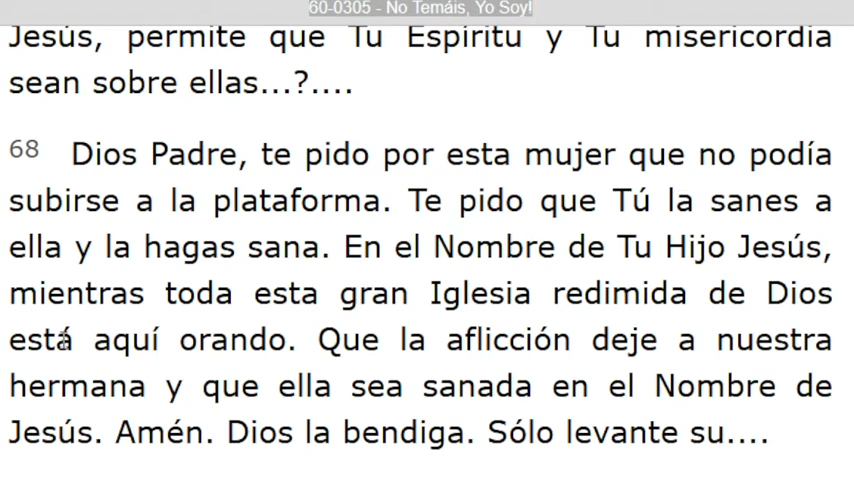 60-0305 - No Temáis, Yo Soy!
Jesús, permite que Tu Espíritu y Tu misericordia
sean sobre ellas...?....
68 Dios Padre, te pido por esta mujer que no podía
subirse a la plataforma. Te pido que Tú la sanes a
ella y la hagas sana. En el Nombre de Tu Hijo Jesús,
mientras toda esta gran Iglesia redimida de Dios
está aquí orando. Que la aflicción deje a nuestra
hermana y que ella sea sanada en el Nombre de
Jesús. Amén. Dios la bendiga. Sólo levante su....